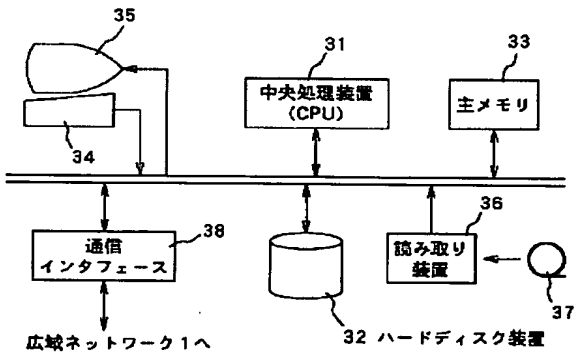 35
31
33
中央処理装置
(CPU)
主メモリ
34
36
38
通信
インタフェース
読み取り
装置
37
広域ネットワーク1へ
32 ハードディスク装置